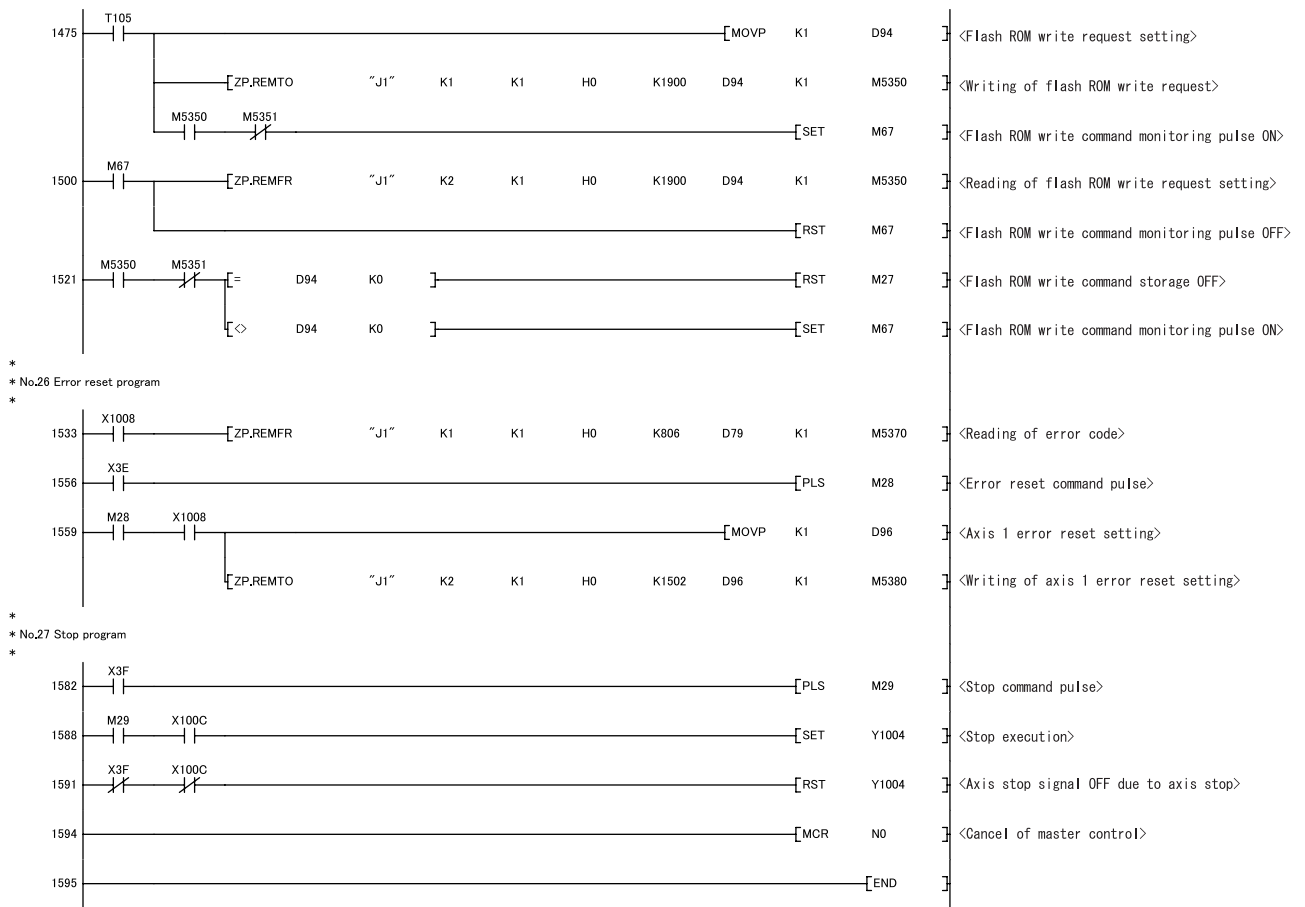 T105
1475 [MOVP K1 D94 ] <Flash ROM write request setting>
[ZP.REMTO "J1" K1 K1 H0 K1900 D94 K1 M5350 ] <Writing of flash ROM write request>
M5350 M5351
[SET M67 ] <Flash ROM write command monitoring pulse ON>
M67
1500 [ZP.REMFR "J1" K2 K1 H0 K1900 D94 K1 M5350 ] <Reading of flash ROM write request setting>
[RST M67 ] <Flash ROM write command monitoring pulse OFF>
M5350 M5351
1521 [= D94 K0 ] [RST M27 ] <Flash ROM write command storage OFF>
[<> D94 K0 ] [SET M67 ] <Flash ROM write command monitoring pulse ON>
*
* No.26 Error reset program
*
X1008
1533 [ZP.REMFR "J1" K1 K1 H0 K806 D79 K1 M5370 ] <Reading of error code>
X3E
1556 [PLS M28 ] <Error reset command pulse>
M28 X1008
1559 [MOVP K1 D96 ] <Axis 1 error reset setting>
[ZP.REMTO "J1" K2 K1 H0 K1502 D96 K1 M5380 ] <Writing of axis 1 error reset setting>
*
* No.27 Stop program
*
X3F
1582 [PLS M29 ] <Stop command pulse>
M29 X100C
1588 [SET Y1004 ] <Stop execution>
X3F X100C
1591 [RST Y1004 ] <Axis stop signal OFF due to axis stop>
1594 [MCR N0 ] <Cancel of master control>
1595 [END ]